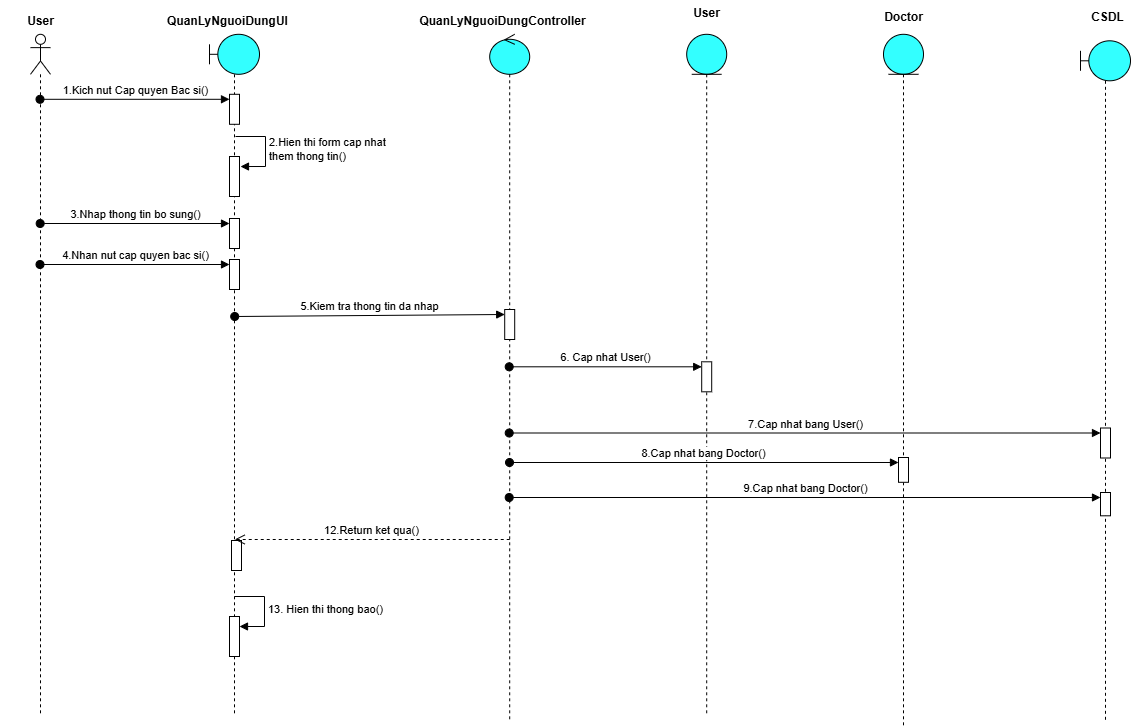 User
QuanLyNguoiDungUI
QuanLyNguoiDungController
User
Doctor
CSDL
1.Kich nut Cap quyen Bac si()
2.Hien thi form cap nhat
them thong tin()
3.Nhap thong tin bo sung()
4.Nhan nut cap quyen bac si()
5.Kiem tra thong tin da nhap
6. Cap nhat User()
7.Cap nhat bang User()
8.Cap nhat bang Doctor()
9.Cap nhat bang Doctor()
12.Return ket qua()
13. Hien thi thong bao()